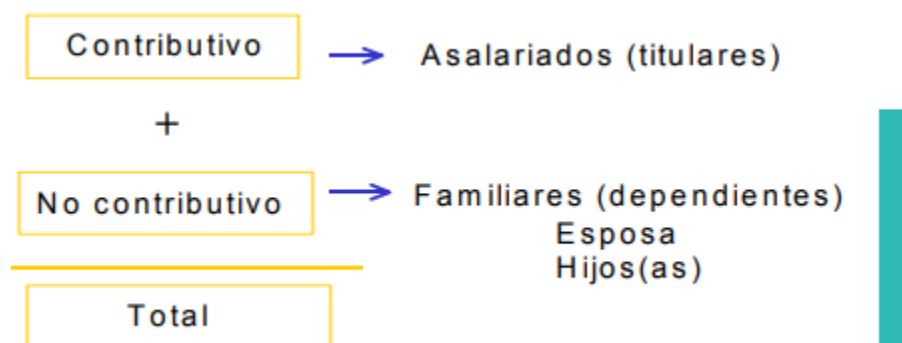 Contributivo → Asalariados (titulares)
+
No contributivo → Familiares (dependientes)
Esposa
Hijos(as)
Total